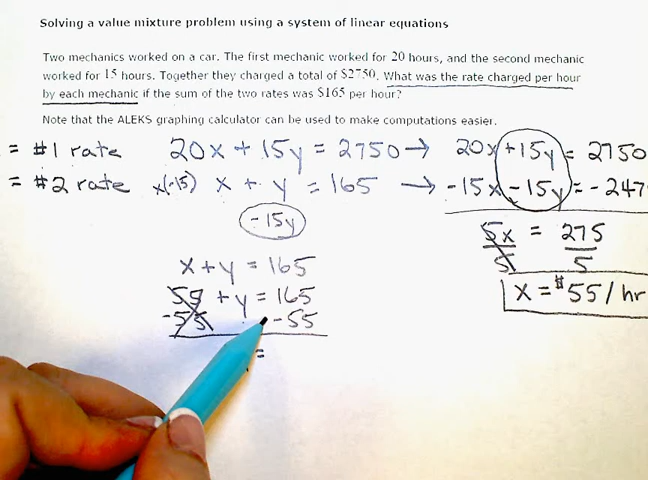 Solving a value mixture problem using a system of linear equations
Two mechanics worked on a car. The first mechanic worked for 20 hours, and the second mechanic
worked for 15 hours. Together they charged a total of $2750. What was the rate charged per hour
by each mechanic if the sum of the two rates was $165 per hour?
Note that the ALEKS graphing calculator can be used to make computations easier.
= #1 rate 20x + 15y = 2750 → 20x + 15y = 2750
= #2 rate x(-15) x + y = 165 → -15x - 15y = -247
-15y
5x = 275
5 5
x + y = 165
x = $55/hr
55 + y = 165
-55 -55
=